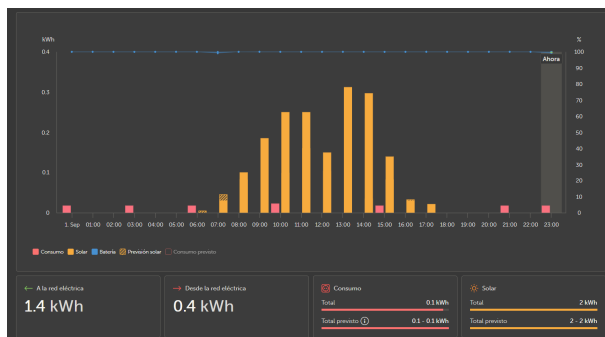 kWh %
0.4 100
Ahora
90
0.3 80
70
60
0.2 50
40
0.1 30
20
10
0 0
1. Sep 01:00 02:00 03:00 04:00 05:00 06:00 07:00 08:00 09:00 10:00 11:00 12:00 13:00 14:00 15:00 16:00 17:00 18:00 19:00 20:00 21:00 22:00 23:00
Consumo Solar Batería Previsión solar Consumo previsto
← A la red eléctrica
1.4 kWh
→ Desde la red eléctrica
0.4 kWh
Consumo
Total 0.1 kWh
Total previsto 0.1 - 0.1 kWh
Solar
Total 2 kWh
Total previsto 2 - 2 kWh